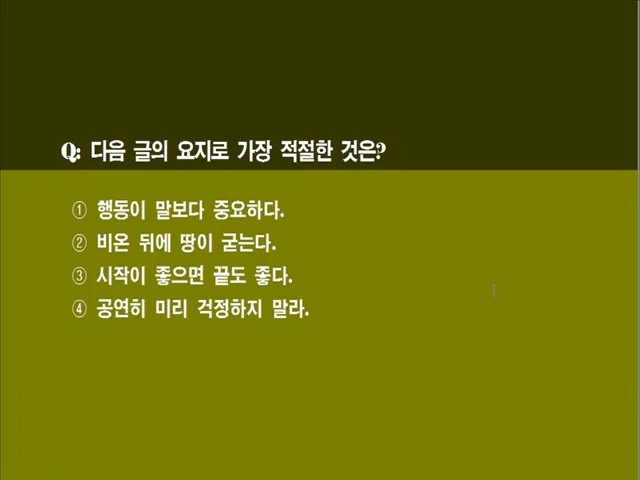 Q: 다음 글의 요지로 가장 적절한 것은?
① 행동이 말보다 중요하다.
② 비온 뒤에 땅이 굳는다.
③ 시작이 좋으면 끝도 좋다.
④ 공연히 미리 걱정하지 말라.